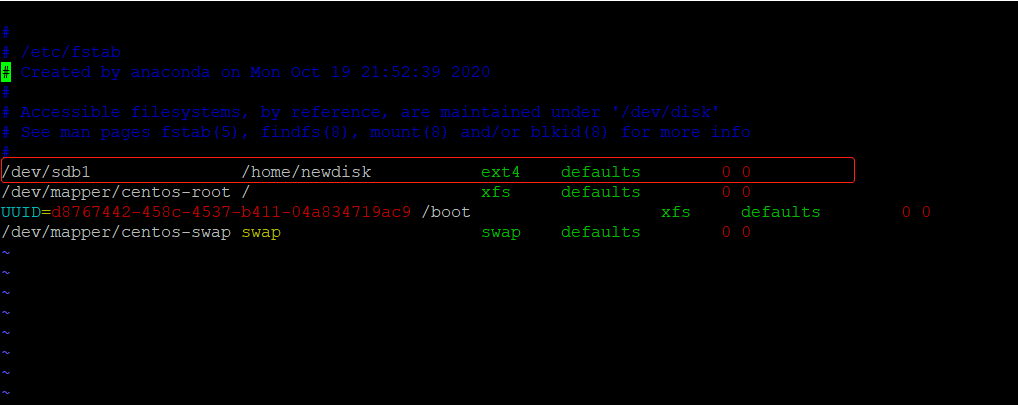 #
# /etc/fstab
# Created by anaconda on Mon Oct 19 21:52:39 2020
#
# Accessible filesystems, by reference, are maintained under '/dev/disk'
# See man pages fstab(5), findfs(8), mount(8) and/or blkid(8) for more info
#
/dev/sdb1               /home/newdisk           ext4    defaults        0 0
/dev/mapper/centos-root /                       xfs     defaults        0 0
UUID=d8767442-458c-4537-b411-04a834719ac9 /boot                   xfs     defaults        0 0
/dev/mapper/centos-swap swap                    swap    defaults        0 0
~
~
~
~
~
~
~
~